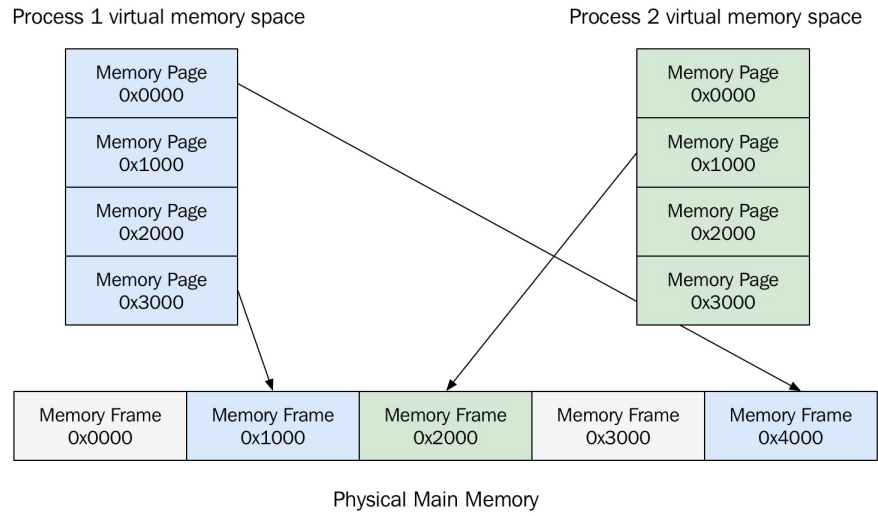 Process 1 virtual memory space
Process 2 virtual memory space
Memory Page
0x0000
Memory Page
0x1000
Memory Page
0x2000
Memory Page
0x3000
Memory Page
0x0000
Memory Page
0x1000
Memory Page
0x2000
Memory Page
0x3000
Memory Frame
0x0000
Memory Frame
0x1000
Memory Frame
0x2000
Memory Frame
0x3000
Memory Frame
0x4000
Physical Main Memory